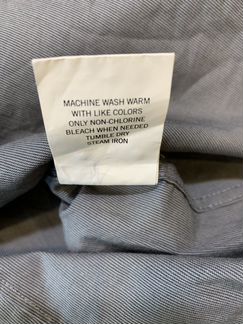 MACHINE WASH WARM
WITH LIKE COLORS
ONLY NON-CHLORINE
BLEACH WHEN NEEDED
TUMBLE DRY
STEAM IRON